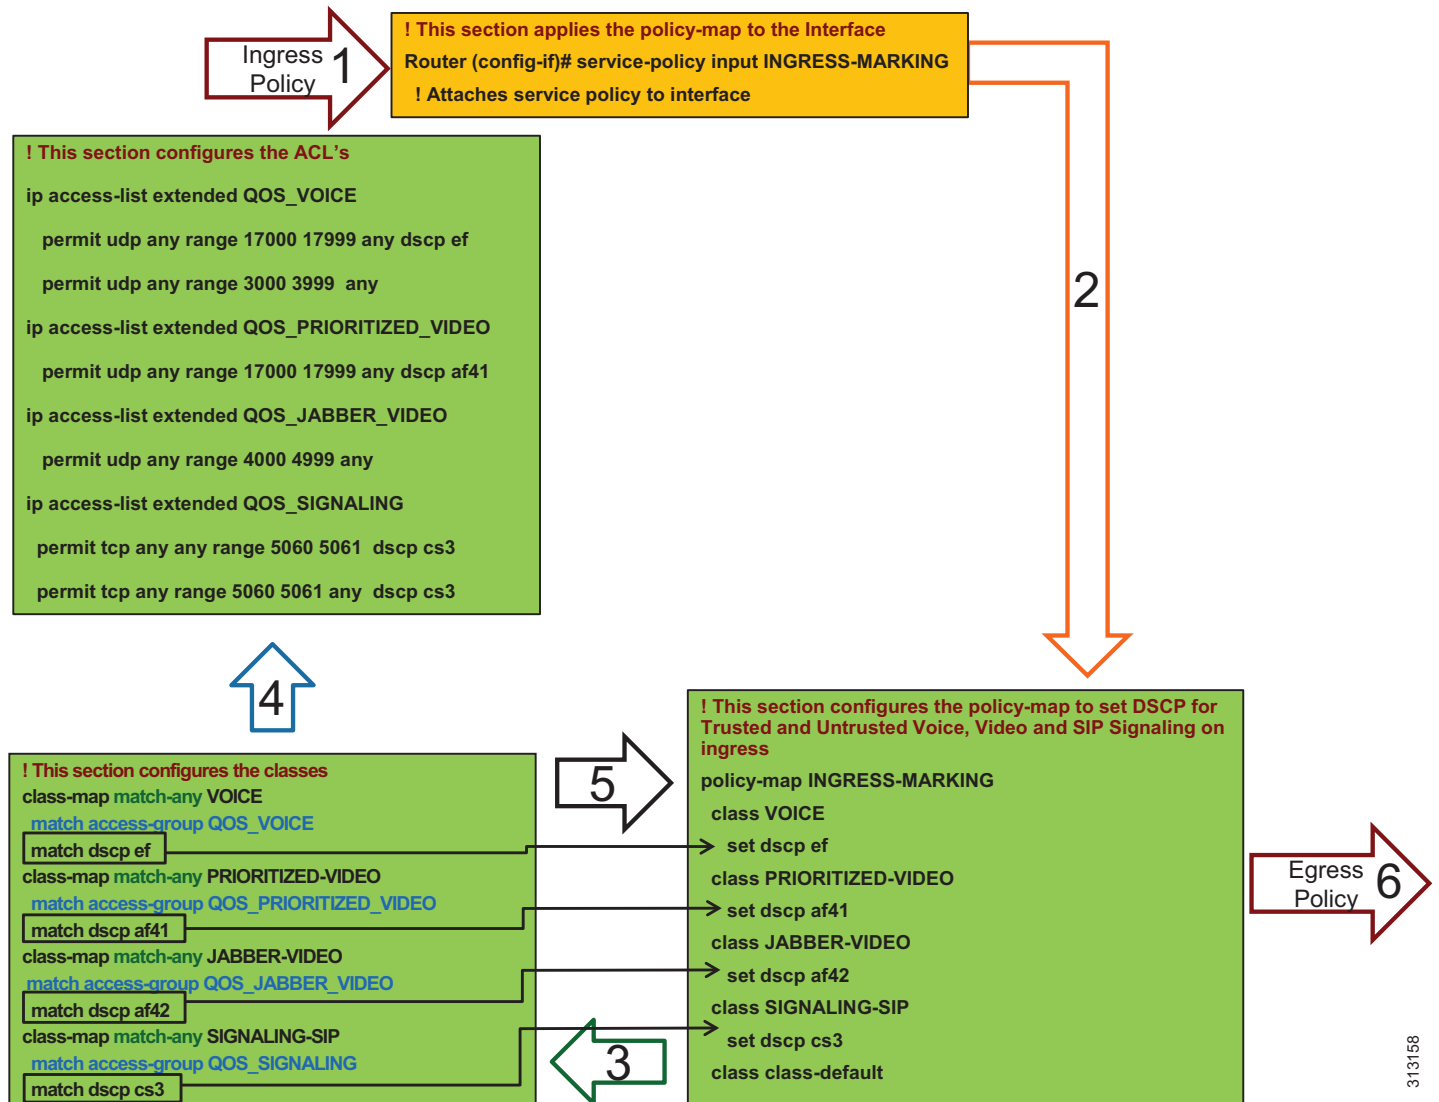 Ingress
Policy
1
! This section applies the policy-map to the Interface
Router (config-if)# service-policy input INGRESS-MARKING
! Attaches service policy to interface
2
! This section configures the ACL's
ip access-list extended QOS_VOICE
permit udp any range 17000 17999 any dscp ef
permit udp any range 3000 3999 any
ip access-list extended QOS_PRIORITIZED_VIDEO
permit udp any range 17000 17999 any dscp af41
ip access-list extended QOS_JABBER_VIDEO
permit udp any range 4000 4999 any
ip access-list extended QOS_SIGNALING
permit tcp any any range 5060 5061 dscp cs3
permit tcp any range 5060 5061 any dscp cs3
4
! This section configures the classes
class-map match-any VOICE
match access-group QOS_VOICE
match dscp ef
class-map match-any PRIORITIZED-VIDEO
match access-group QOS_PRIORITIZED_VIDEO
match dscp af41
class-map match-any JABBER-VIDEO
match access-group QOS_JABBER_VIDEO
match dscp af42
class-map match-any SIGNALING-SIP
match access-group QOS_SIGNALING
match dscp cs3
5
3
! This section configures the policy-map to set DSCP for
Trusted and Untrusted Voice, Video and SIP Signaling on
ingress
policy-map INGRESS-MARKING
class VOICE
set dscp ef
class PRIORITIZED-VIDEO
set dscp af41
class JABBER-VIDEO
set dscp af42
class SIGNALING-SIP
set dscp cs3
class class-default
Egress
Policy
6
313158